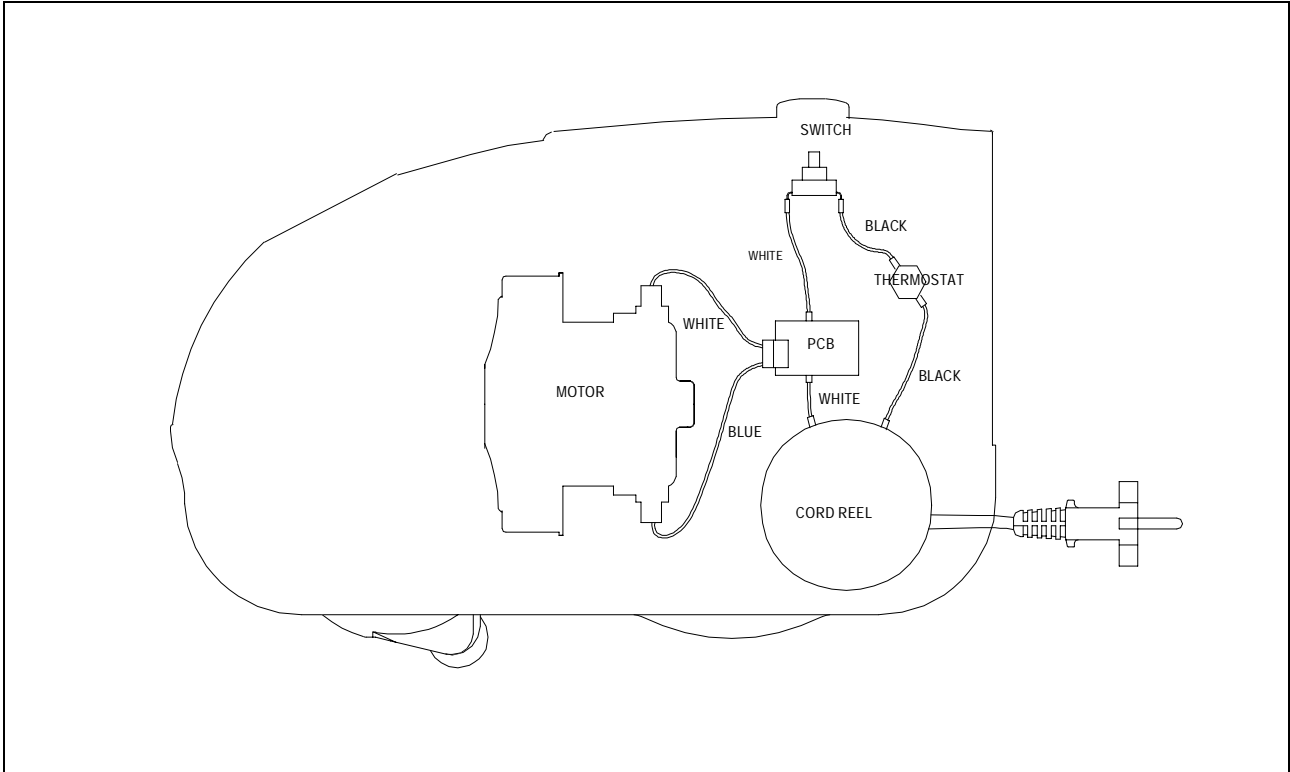 SWITCH
BLACK
WHITE
THERMOSTAT
WHITE
PCB
BLACK
MOTOR
WHITE
BLUE
CORD REEL